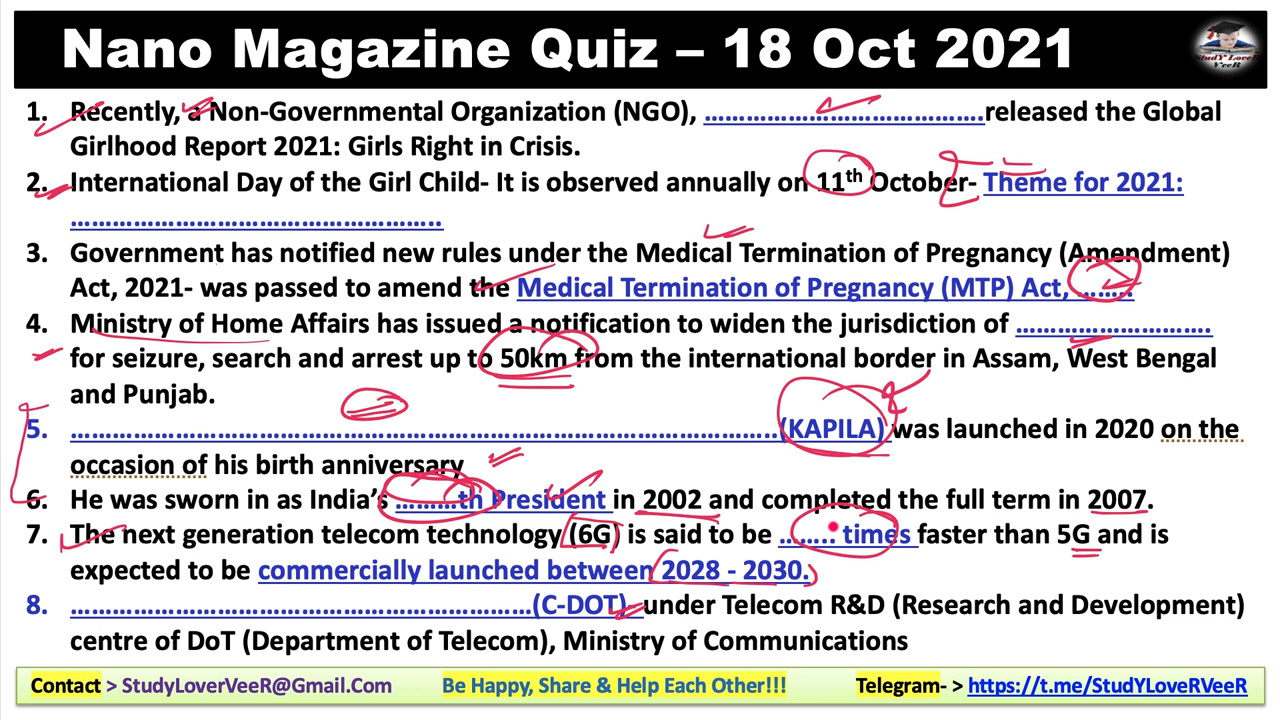 Nano Magazine Quiz – 18 Oct 2021
StudY LoveR
VeeR
1. Recently, a Non-Governmental Organization (NGO), ……………………………………released the Global
Girlhood Report 2021: Girls Right in Crisis.
2. International Day of the Girl Child- It is observed annually on 11th October- Theme for 2021:
………………………………………………..
3. Government has notified new rules under the Medical Termination of Pregnancy (Amendment)
Act, 2021- was passed to amend the Medical Termination of Pregnancy (MTP) Act, ……..
4. Ministry of Home Affairs has issued a notification to widen the jurisdiction of ……………………….
for seizure, search and arrest up to 50km from the international border in Assam, West Bengal
and Punjab.
5. ………………………………………………………………………………………..(KAPILA) was launched in 2020 on the
occasion of his birth anniversary
6. He was sworn in as India’s ………th President in 2002 and completed the full term in 2007.
7. The next generation telecom technology (6G) is said to be …….. times faster than 5G and is
expected to be commercially launched between 2028 - 2030.
8. ……………………………………………………………(C-DOT)- under Telecom R&D (Research and Development)
centre of DoT (Department of Telecom), Ministry of Communications
Contact > StudyLoverVeeR@Gmail.Com Be Happy, Share & Help Each Other!!! Telegram- > https://t.me/StudYLoveRVeeR